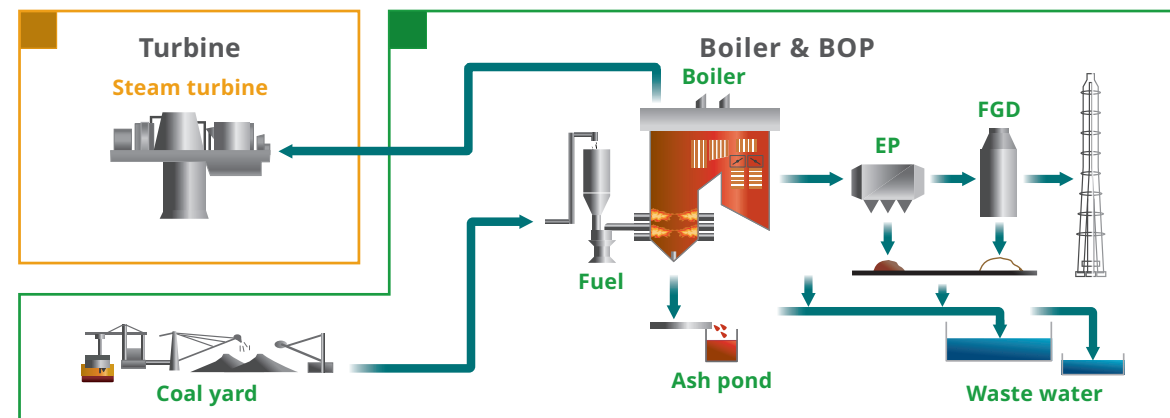 Turbine
Steam turbine
Boiler & BOP
Boiler
FGD
EP
Fuel
Coal yard
Ash pond
Waste water